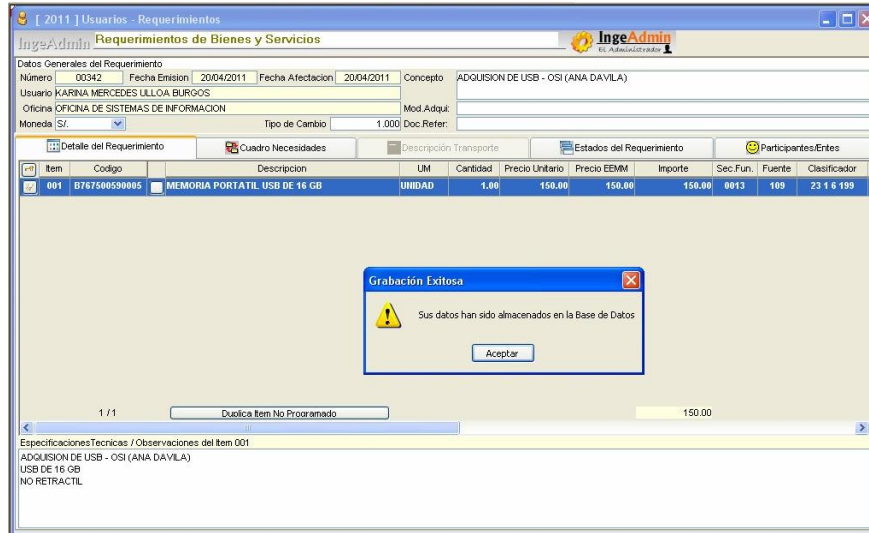 [ 2011 ] Usuarios - Requerimientos
IngeAdmin Requerimientos de Bienes y Servicios IngeAdmin
El Administrador
Datos Generales del Requerimiento
Número 00342 Fecha Emision 20/04/2011 Fecha Afectacion 20/04/2011 Concepto ADQUISION DE USB - OSI (ANA DAVILA)
Usuario KARINA MERCEDES ULLOA BURGOS
Oficina OFICINA DE SISTEMAS DE INFORMACION Mod.Adqui:
Moneda S/. Tipo de Cambio 1.000 Doc.Refer:
Detalle del Requerimiento Cuadro Necesidades Descripción Transporte Estados del Requerimiento Participantes/Entes
Item Codigo Descripcion UM Cantidad Precio Unitario Precio EEMM Importe Sec.Fun. Fuente Clasificador
001 B767500590005 MEMORIA PORTATIL USB DE 16 GB UNIDAD 1.00 150.00 150.00 150.00 0013 109 23 1 6 199
Grabación Exitosa
Sus datos han sido almacenados en la Base de Datos
Aceptar
1 / 1 Duplica Item No Programado 150.00
EspecificacionesTecnicas / Observaciones del Item 001
ADQUISION DE USB - OSI (ANA DAVILA)
USB DE 16 GB
NO RETRACTIL